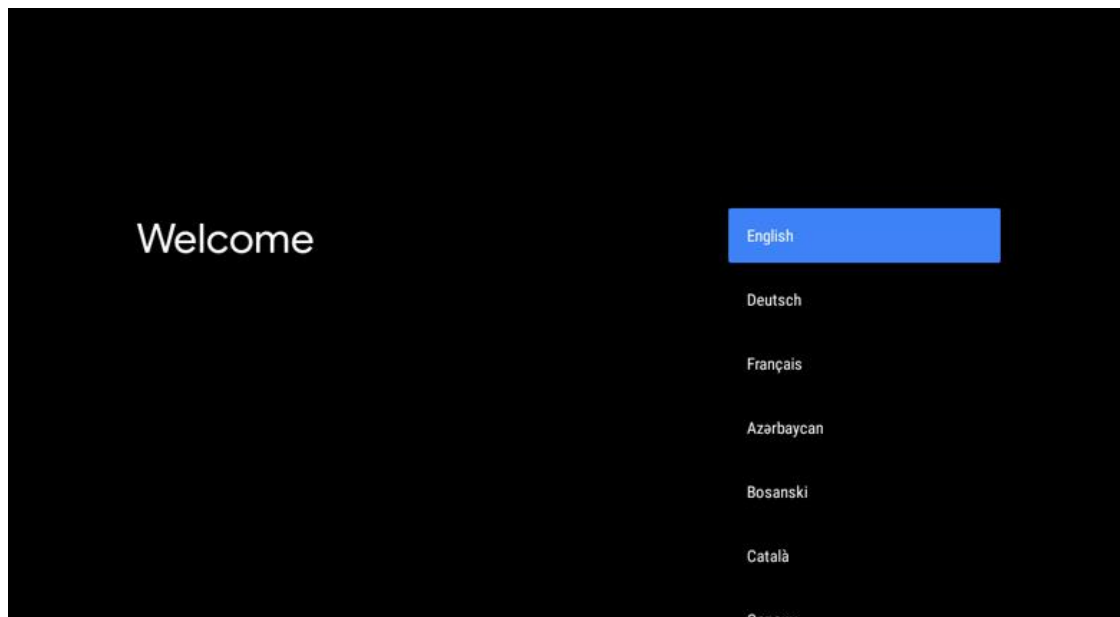 Welcome
English
Deutsch
Français
Azərbaycan
Bosanski
Català